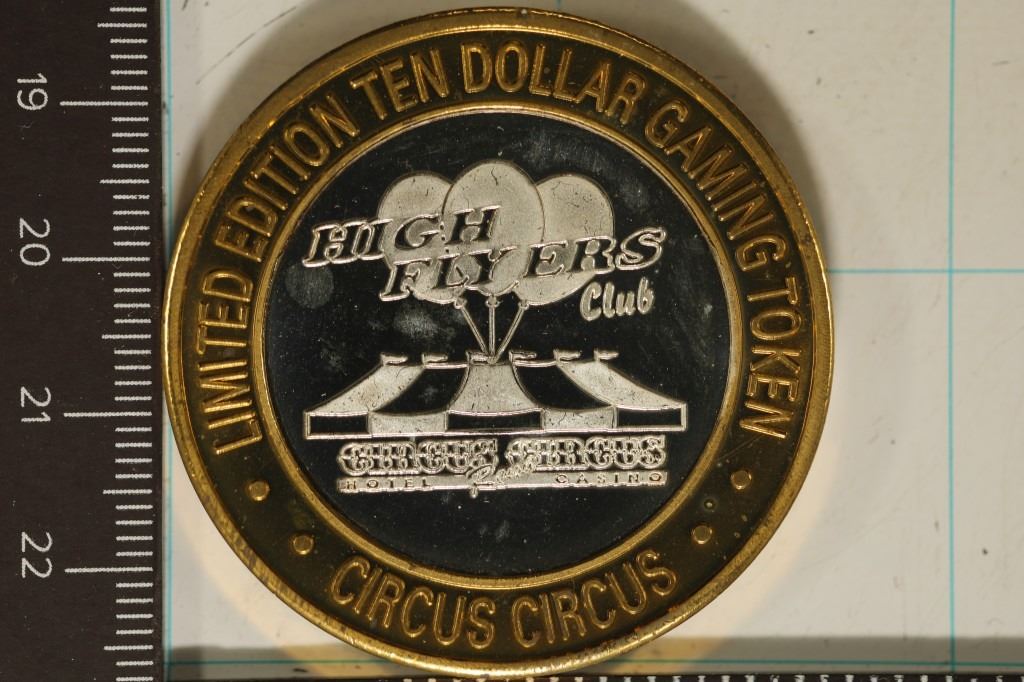 19
20
21
22
LIMITED EDITION TEN DOLLAR GAMING TOKEN
HIGH
FLYERS
Club
CIRCUS CIRCUS
HOTEL Reno CASINO
CIRCUS CIRCUS